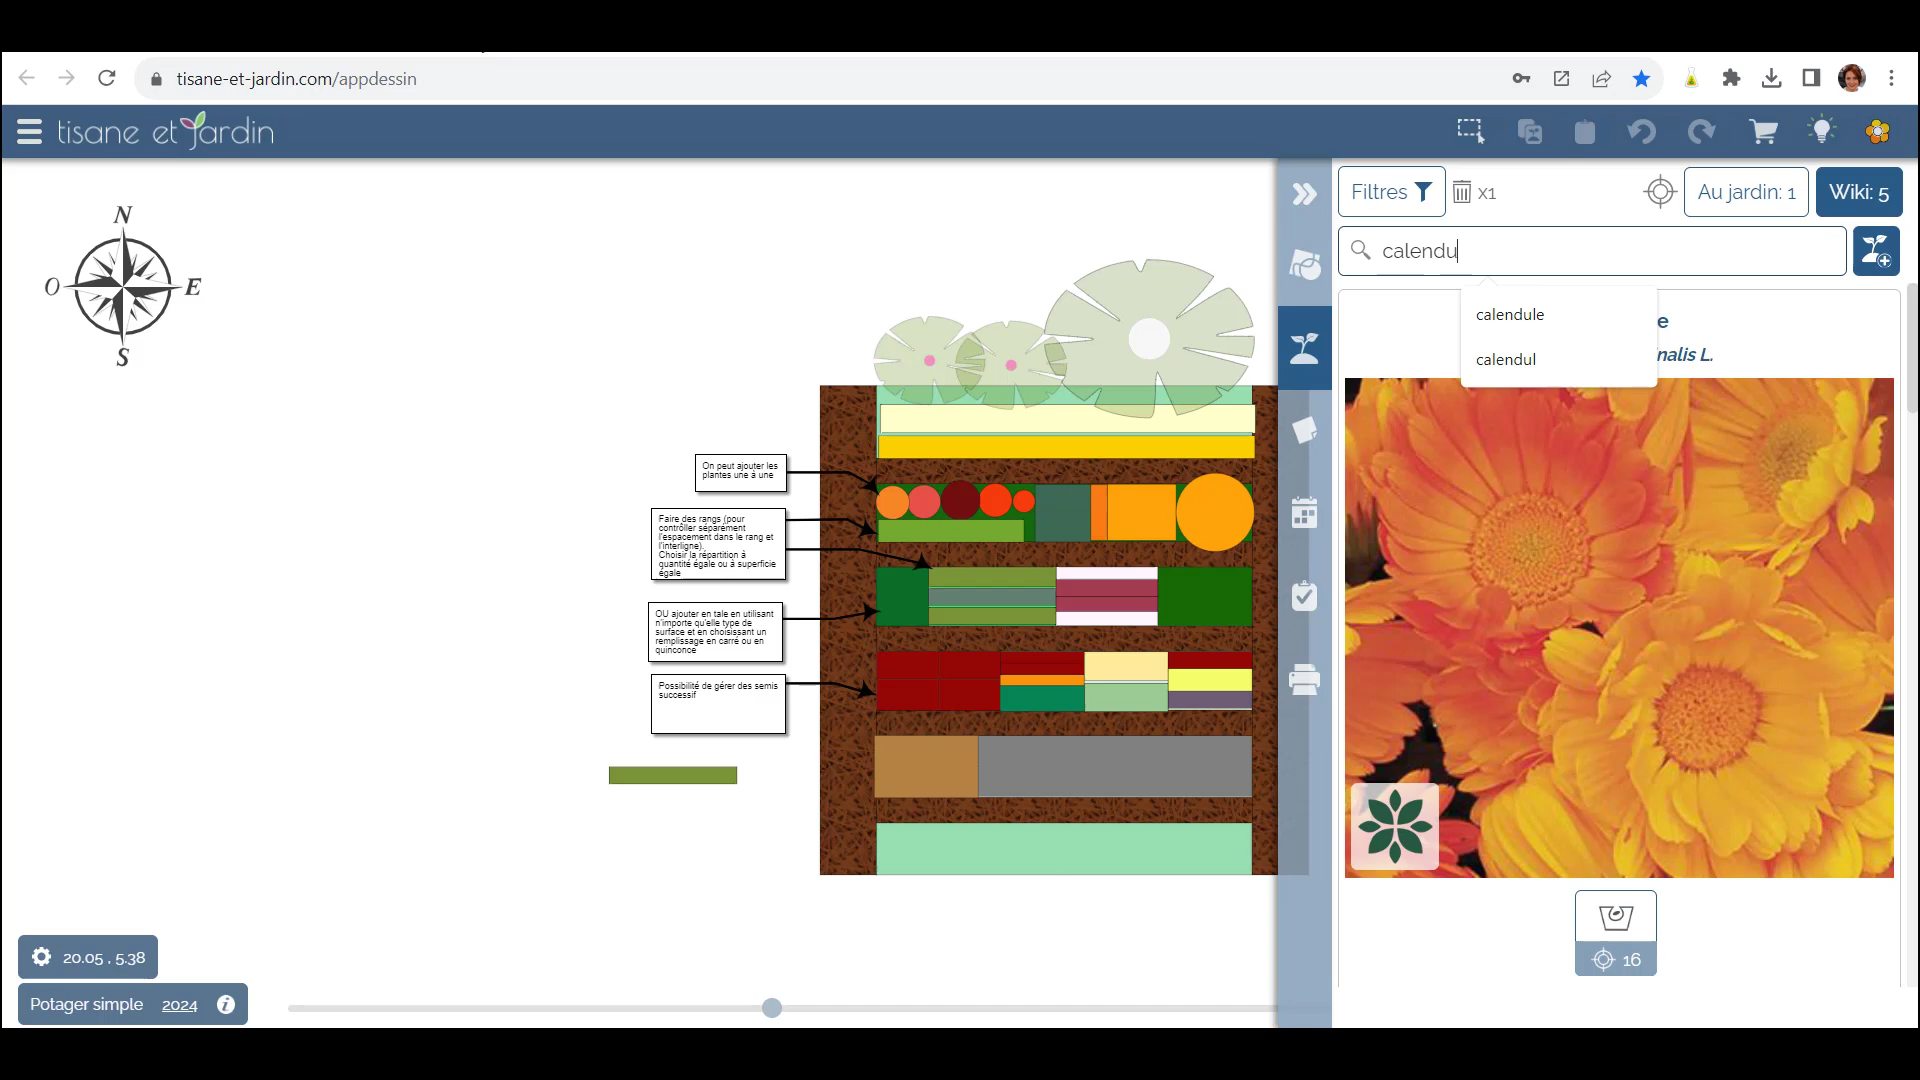 tisane-et-jardin.com/appdessin
tisane et jardin
Filtres
x1
Au jardin: 1
Wiki: 5
calendu
calendule
calendul
e
nalis L.
N
O
E
S
On peut ajouter les
plantes une à une
Faire des rangs (pour
contrôler séparément
l'espacement dans le rang et
l'interligne).
Choisir la répartition à
quantité égale ou à superficie
égale
OU ajouter en tale en utilisant
n'importe qu'elle type de
surface et en choisissant un
remplissage en carré ou en
quinconce
Possibilité de gérer des semis
successif
16
20.05 , 5.38
Potager simple 2024